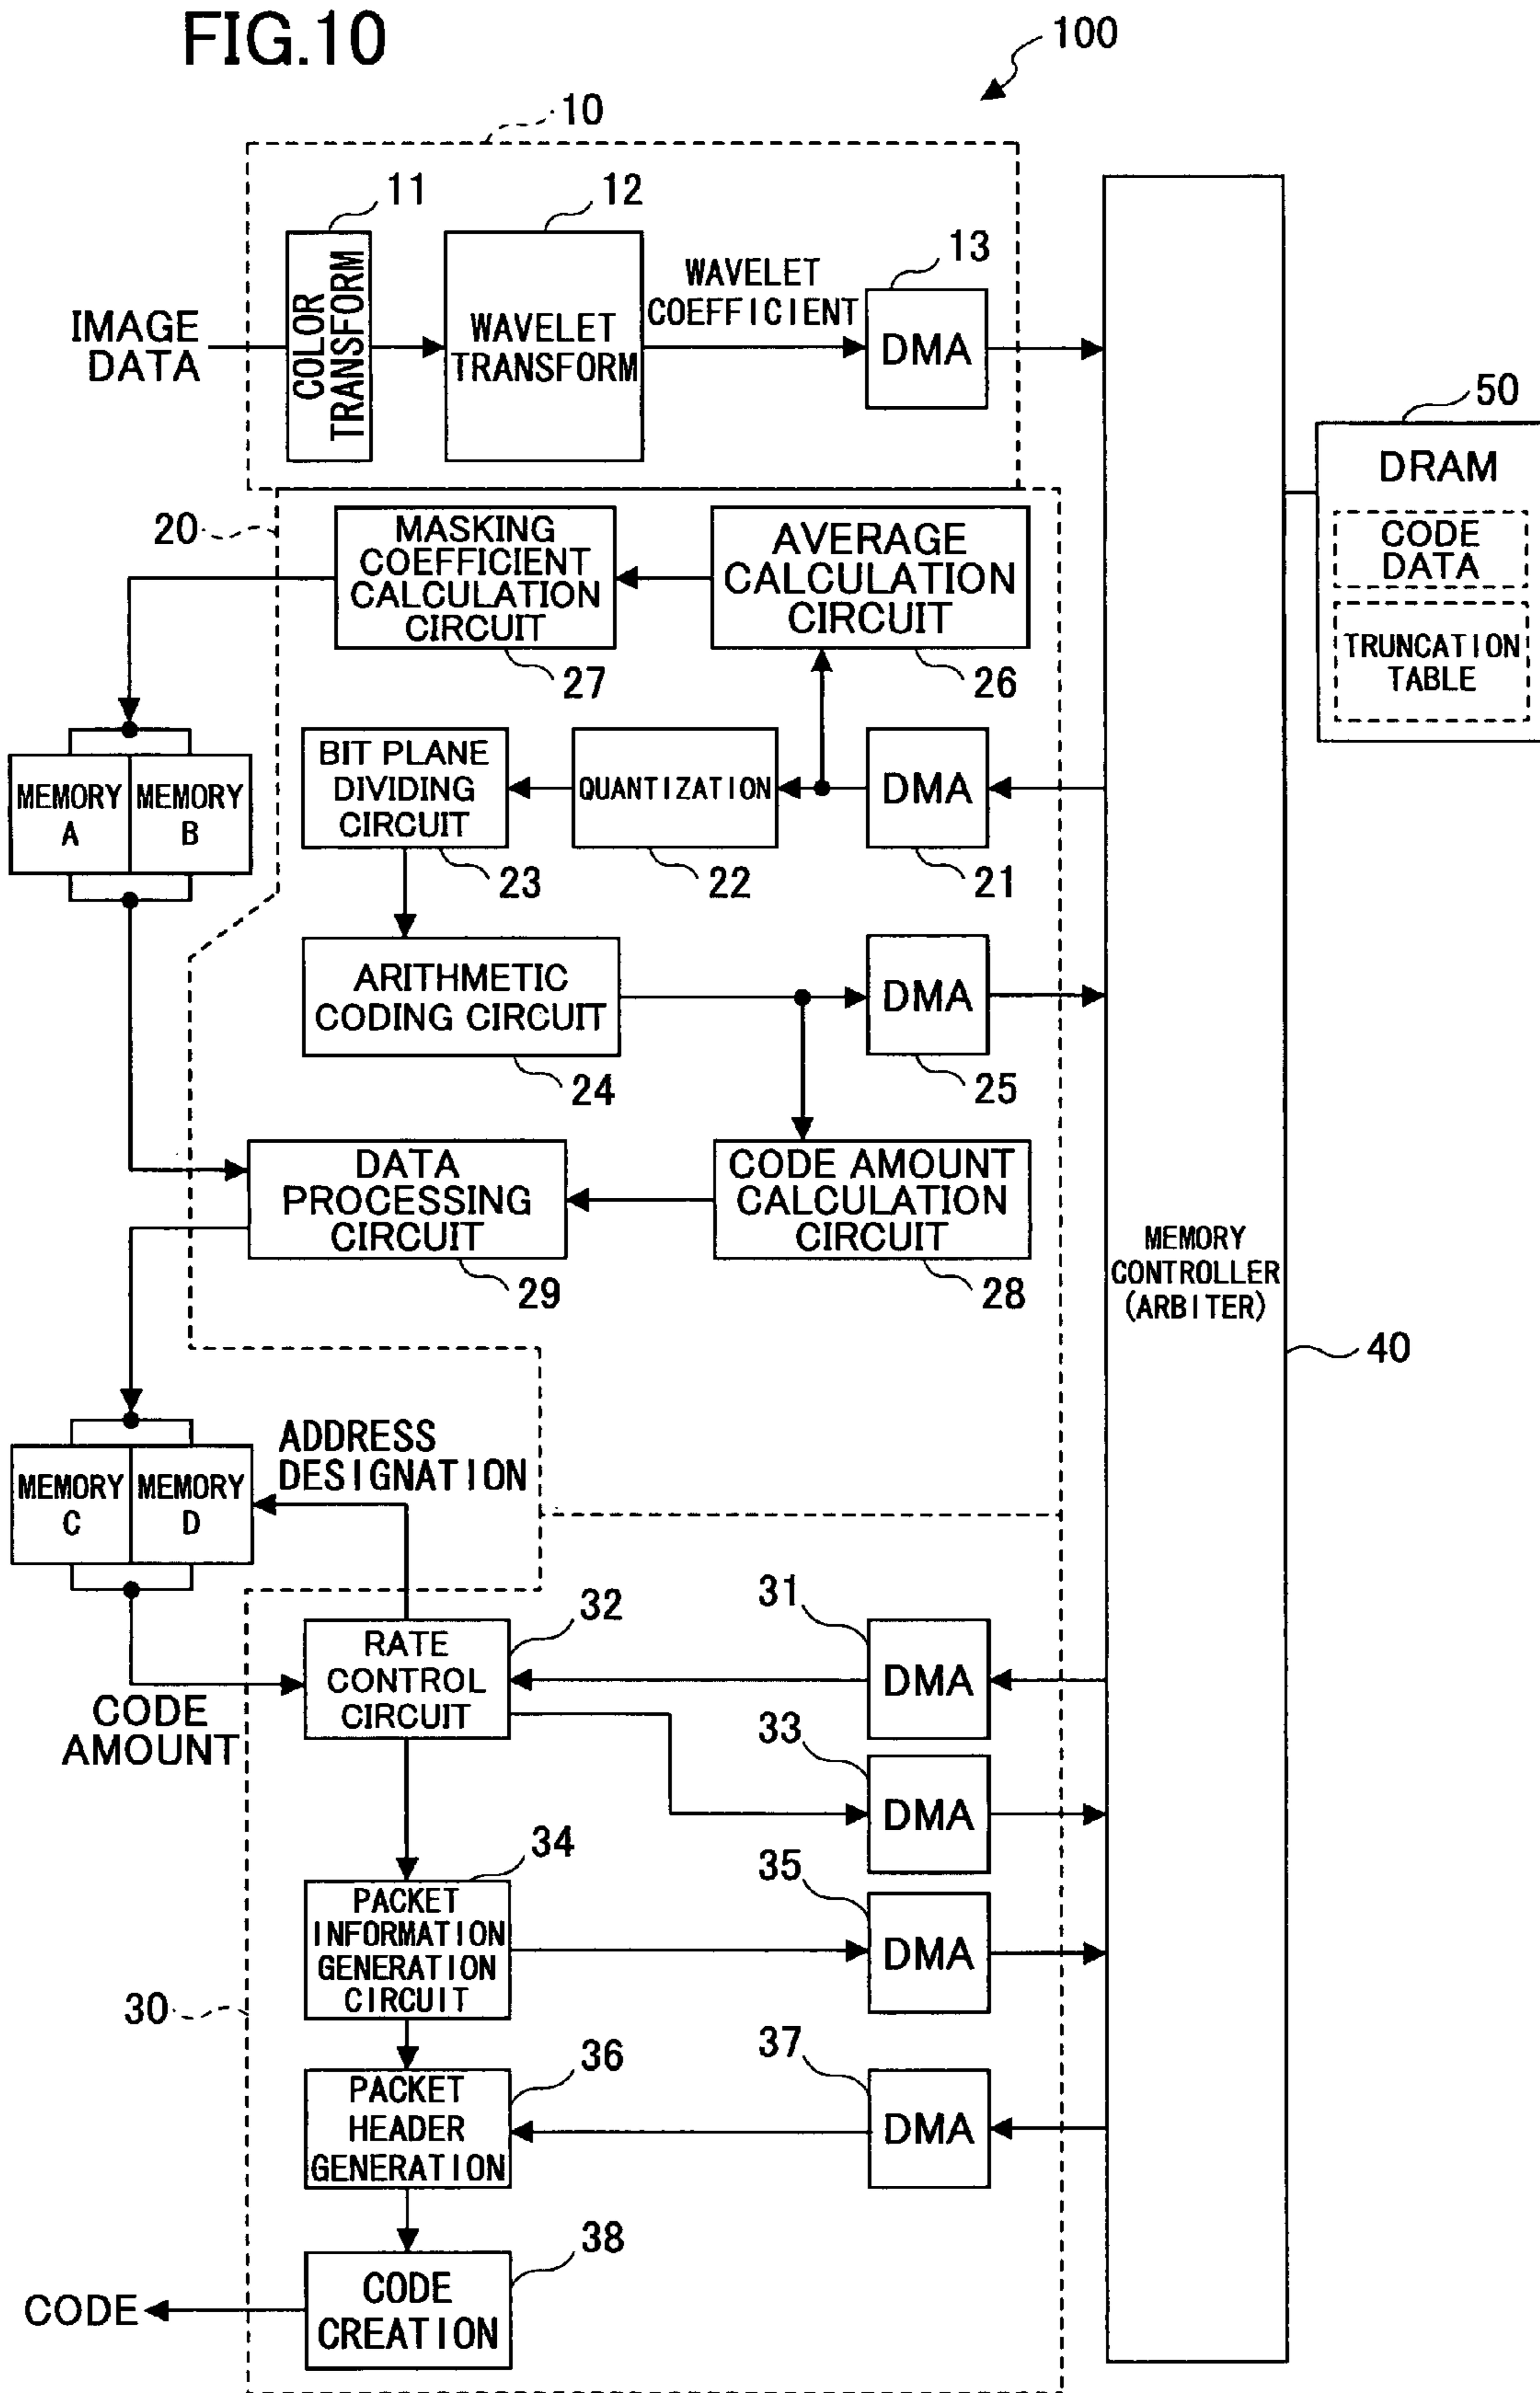 FIG.10
100
10
11
12
13
IMAGE
DATA
COLOR
TRANSFORM
WAVELET
TRANSFORM
WAVELET
COEFFICIENT
DMA
50
DRAM
CODE
DATA
TRUNCATION
TABLE
20
MASKING
COEFFICIENT
CALCULATION
CIRCUIT
27
AVERAGE
CALCULATION
CIRCUIT
26
MEMORY
A
MEMORY
B
BIT PLANE
DIVIDING
CIRCUIT
23
QUANTIZATION
22
DMA
21
ARITHMETIC
CODING CIRCUIT
24
DMA
25
DATA
PROCESSING
CIRCUIT
29
CODE AMOUNT
CALCULATION
CIRCUIT
28
MEMORY
CONTROLLER
(ARBITER)
40
MEMORY
C
MEMORY
D
ADDRESS
DESIGNATION
CODE
AMOUNT
RATE
CONTROL
CIRCUIT
32
31
DMA
33
DMA
34
PACKET
INFORMATION
GENERATION
CIRCUIT
35
DMA
30
36
PACKET
HEADER
GENERATION
37
DMA
38
CODE
CREATION
CODE